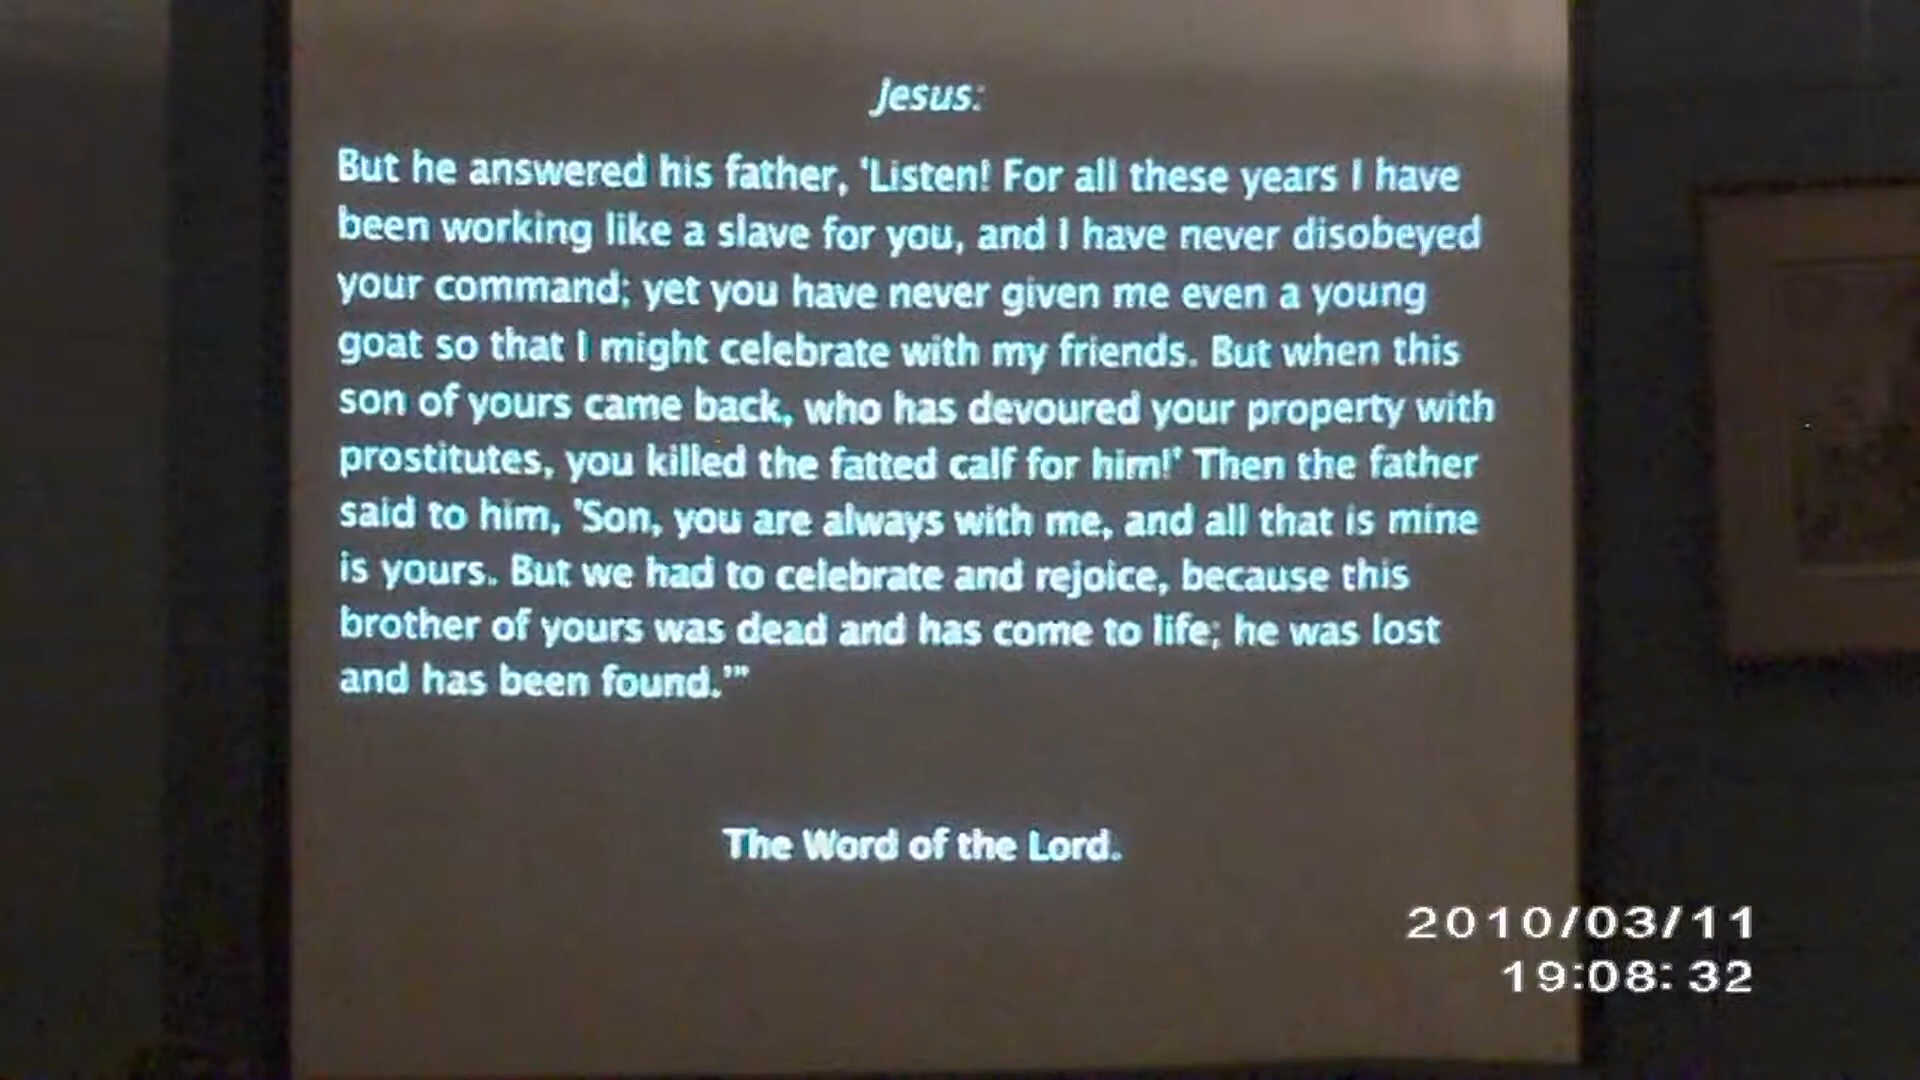 Jesus:
But he answered his father, 'Listen! For all these years I have
been working like a slave for you, and I have never disobeyed
your command; yet you have never given me even a young
goat so that I might celebrate with my friends. But when this
son of yours came back, who has devoured your property with
prostitutes, you killed the fatted calf for him!' Then the father
said to him, 'Son, you are always with me, and all that is mine
is yours. But we had to celebrate and rejoice, because this
brother of yours was dead and has come to life; he was lost
and has been found.'"
The Word of the Lord.
2010/03/11
19:08:32